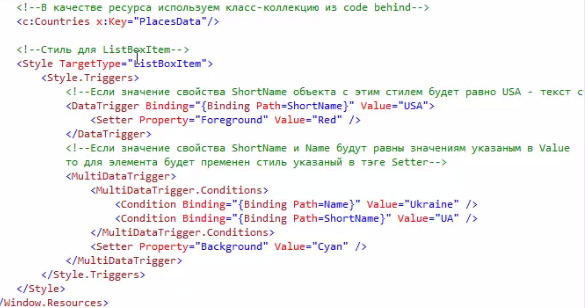 <!--В качестве ресурса используем класс-коллекцию из code behind-->
<c:Countries x:Key="PlacesData"/>
<!--Стиль для ListBoxItem-->
<Style TargetType="ListBoxItem">
<Style.Triggers>
<!--Если значение свойства ShortName объекта с этим стилем будет равно USA - текст с
<DataTrigger Binding="{Binding Path=ShortName}" Value="USA">
<Setter Property="Foreground" Value="Red" />
</DataTrigger>
<!--Если значение свойства ShortName и Name будут равны значениям указаным в Value
то для элемента будет пременен стиль указаный в тэге Setter-->
<MultiDataTrigger>
<MultiDataTrigger.Conditions>
<Condition Binding="{Binding Path=Name}" Value="Ukraine" />
<Condition Binding="{Binding Path=ShortName}" Value="UA" />
</MultiDataTrigger.Conditions>
<Setter Property="Background" Value="Cyan" />
</MultiDataTrigger>
</Style.Triggers>
</Style>
/Window.Resources>